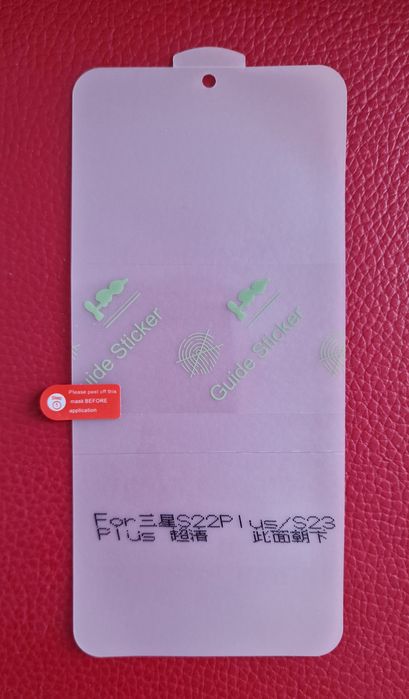 Guide Sticker
Guide Sticker
Please peel off this
mask BEFORE
application
For三星S22Plus/S23
Plus 超清 此面朝下